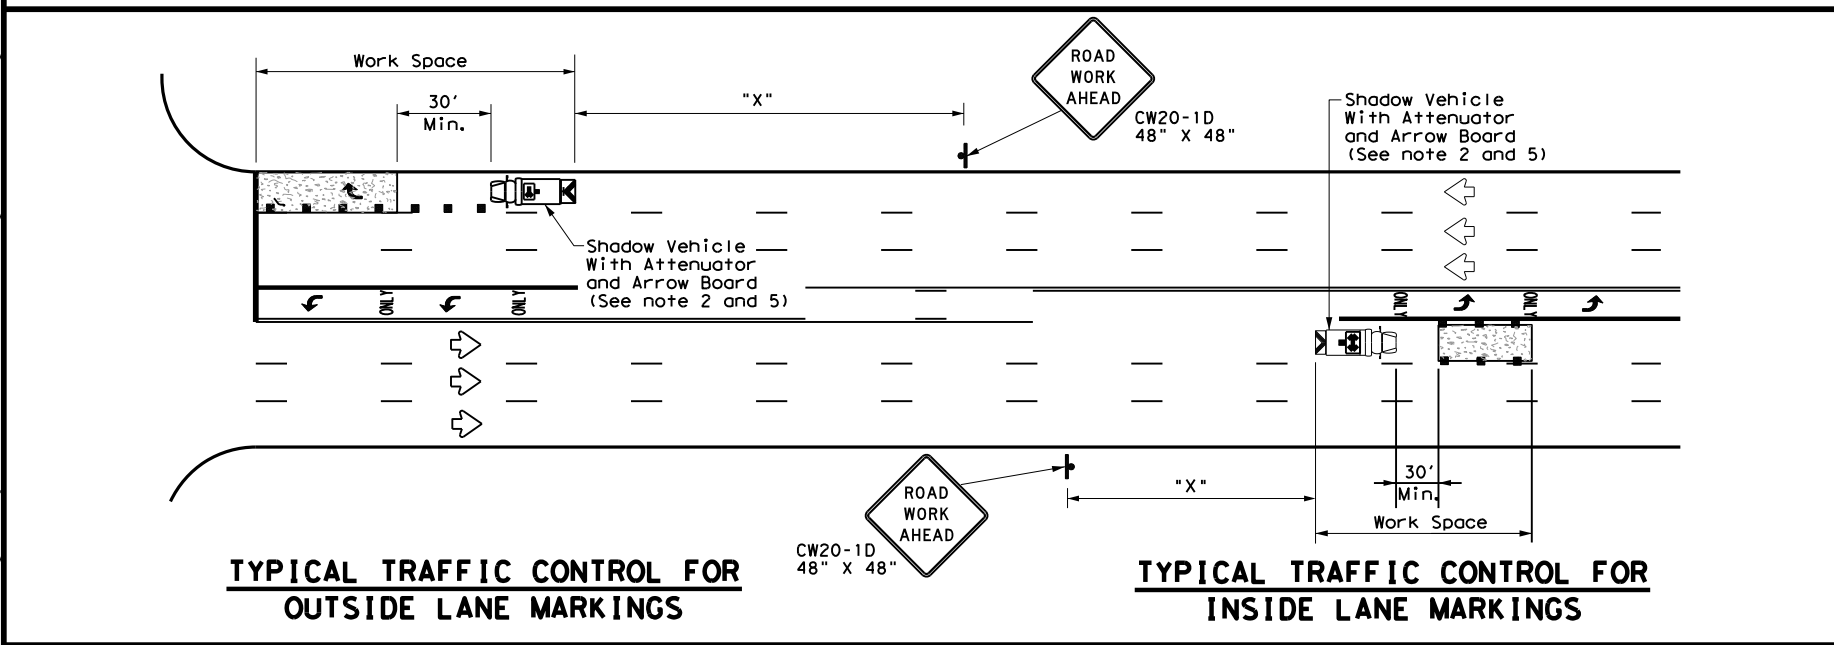 Work Space
30'
Min.
"X"
ROAD
WORK
AHEAD
CW20-1D
48" X 48"
Shadow Vehicle
With Attenuator
and Arrow Board
(See note 2 and 5)
Shadow Vehicle
With Attenuator
and Arrow Board
(See note 2 and 5)
ONLY
ONLY
ONLY
ONLY
ROAD
WORK
AHEAD
CW20-1D
48" X 48"
"X"
30'
Min.
Work Space
TYPICAL TRAFFIC CONTROL FOR
OUTSIDE LANE MARKINGS
TYPICAL TRAFFIC CONTROL FOR
INSIDE LANE MARKINGS